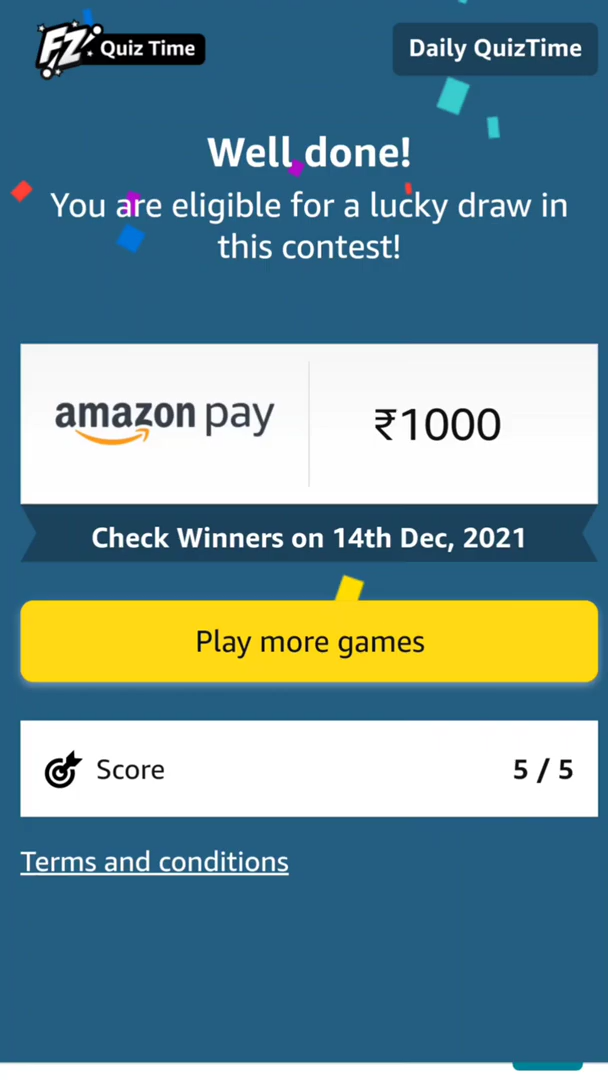 FZ Quiz Time
Daily QuizTime
Well done!
You are eligible for a lucky draw in
this contest!
amazon pay
₹1000
Check Winners on 14th Dec, 2021
Play more games
Score
5 / 5
Terms and conditions